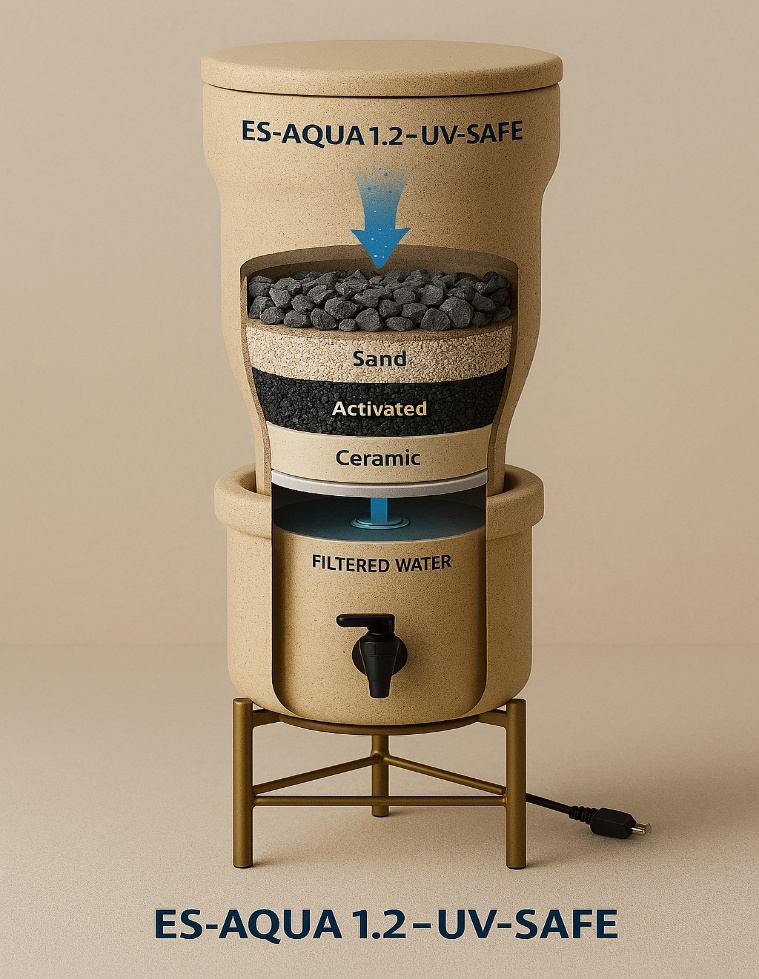 ES-AQUA 1.2-UV-SAFE
Sand
Activated
Ceramic
FILTERED WATER
ES-AQUA 1.2-UV-SAFE